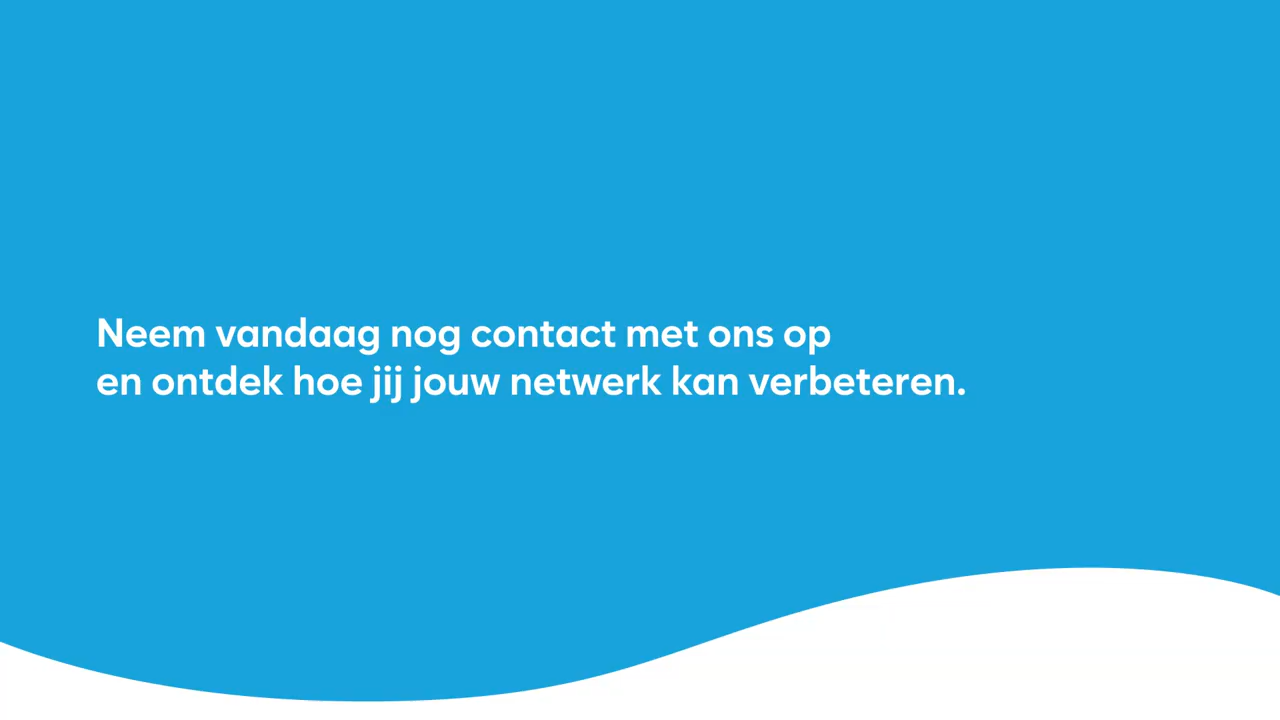 Neem vandaag nog contact met ons op
en ontdek hoe jij jouw netwerk kan verbeteren.